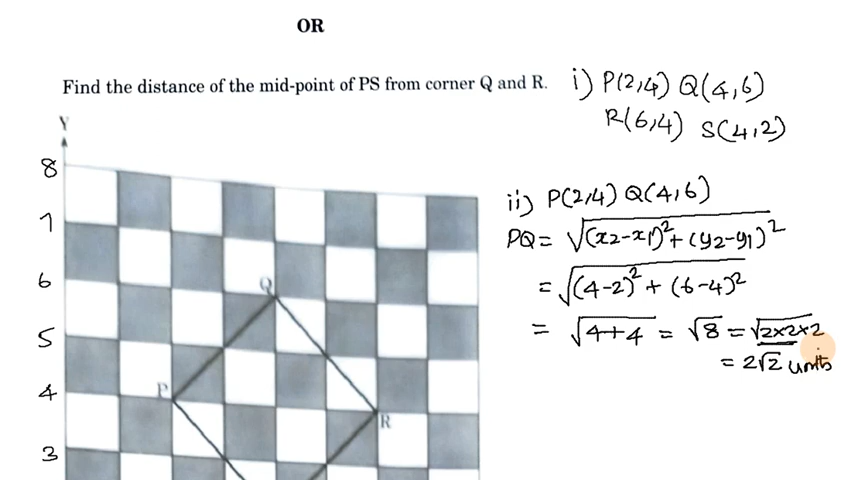 OR
Find the distance of the mid-point of PS from corner Q and R.
i) P(2,4) Q(4,6)
R(6,4) S(4,2)
ii) P(2,4) Q(4,6)
PQ = √(x2-x1)² + (y2-y1)²
= √(4-2)² + (6-4)²
= √4+4 = √8 = √2×2×2
= 2√2 units
Y
8
7
6
5
4
3
Q
P
R